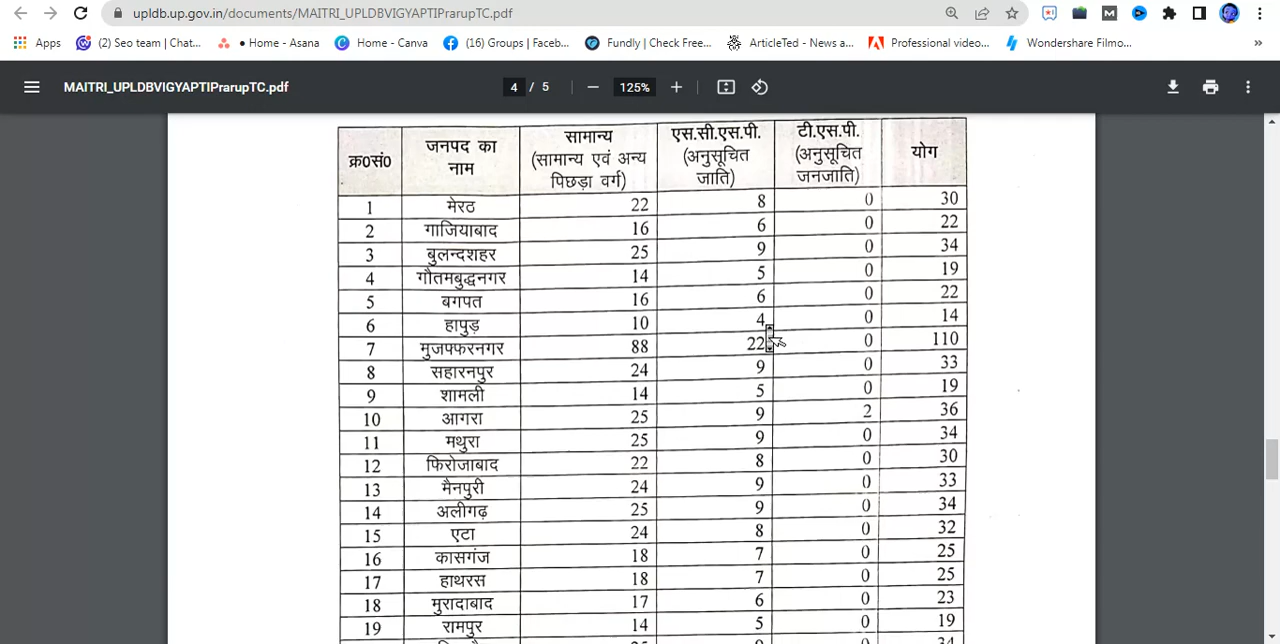 upldb.up.gov.in/documents/MAITRI_UPLDBVIGYAPTIPrarupTC.pdf
Apps (2) Seo team | Chat... • Home - Asana Home - Canva (16) Groups | Faceb... Fundly | Check Free... ArticleTed - News a... Professional video... Wondershare Filmo... »
MAITRI_UPLDBVIGYAPTIPrarupTC.pdf 4 / 5 125%
क्र०सं० जनपद का नाम सामान्य (सामान्य एवं अन्य पिछड़ा वर्ग) एस.सी.एस.पी. (अनुसूचित जाति) टी.एस.पी. (अनुसूचित जनजाति) योग
1 मेरठ 22 8 0 30
2 गाजियाबाद 16 6 0 22
3 बुलन्दशहर 25 9 0 34
4 गौतमबुद्धनगर 14 5 0 19
5 बगपत 16 6 0 22
6 हापुड़ 10 4 0 14
7 मुजफ्फरनगर 88 22 0 110
8 सहारनपुर 24 9 0 33
9 शामली 14 5 0 19
10 आगरा 25 9 2 36
11 मथुरा 25 9 0 34
12 फिरोजाबाद 22 8 0 30
13 मैनपुरी 24 9 0 33
14 अलीगढ़ 25 9 0 34
15 एटा 24 8 0 32
16 कासगंज 18 7 0 25
17 हाथरस 18 7 0 25
18 मुरादाबाद 17 6 0 23
19 रामपुर 14 5 0 19